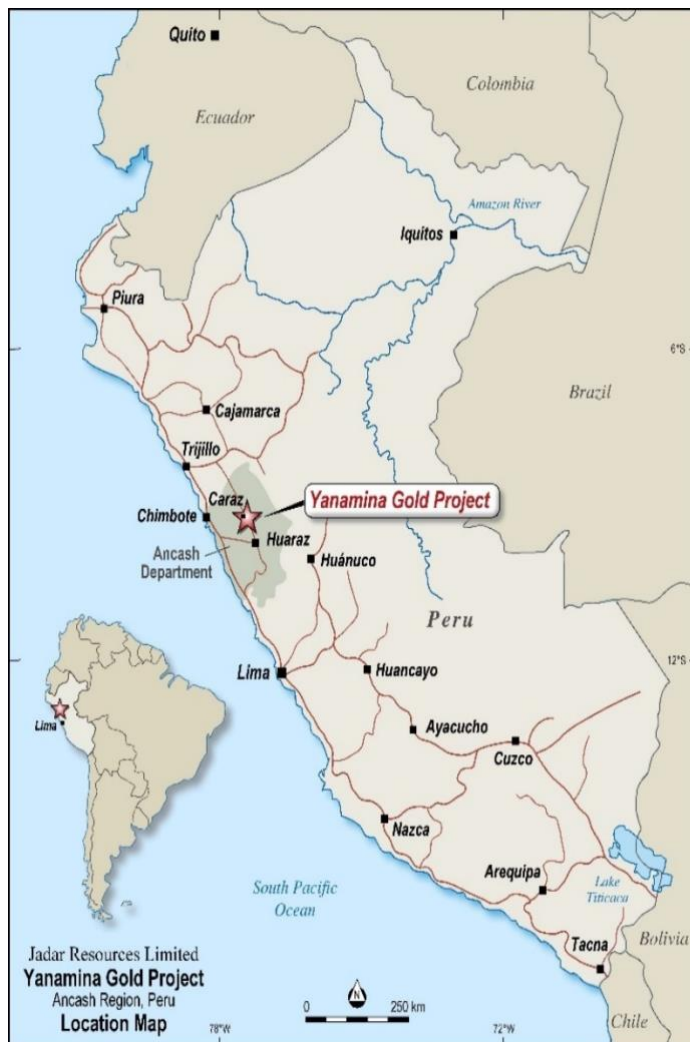 Quito
Colombia
Ecuador
Amazon River
Iquitos
Piura
6°S
Brazil
Cajamarca
Trijillo
Caraz
Yanamina Gold Project
Chimbote
Huaraz
Ancash
Department
Huánuco
Peru
12°S
Lima
Huancayo
Lima
Ayacucho
Cuzco
Nazca
Arequipa
South Pacific
Ocean
Lake
Titicaca
Bolivia
Tacna
Jadar Resources Limited
Yanamina Gold Project
Ancash Region, Peru
Location Map
N
0 250 km
Chile
78°W 72°W